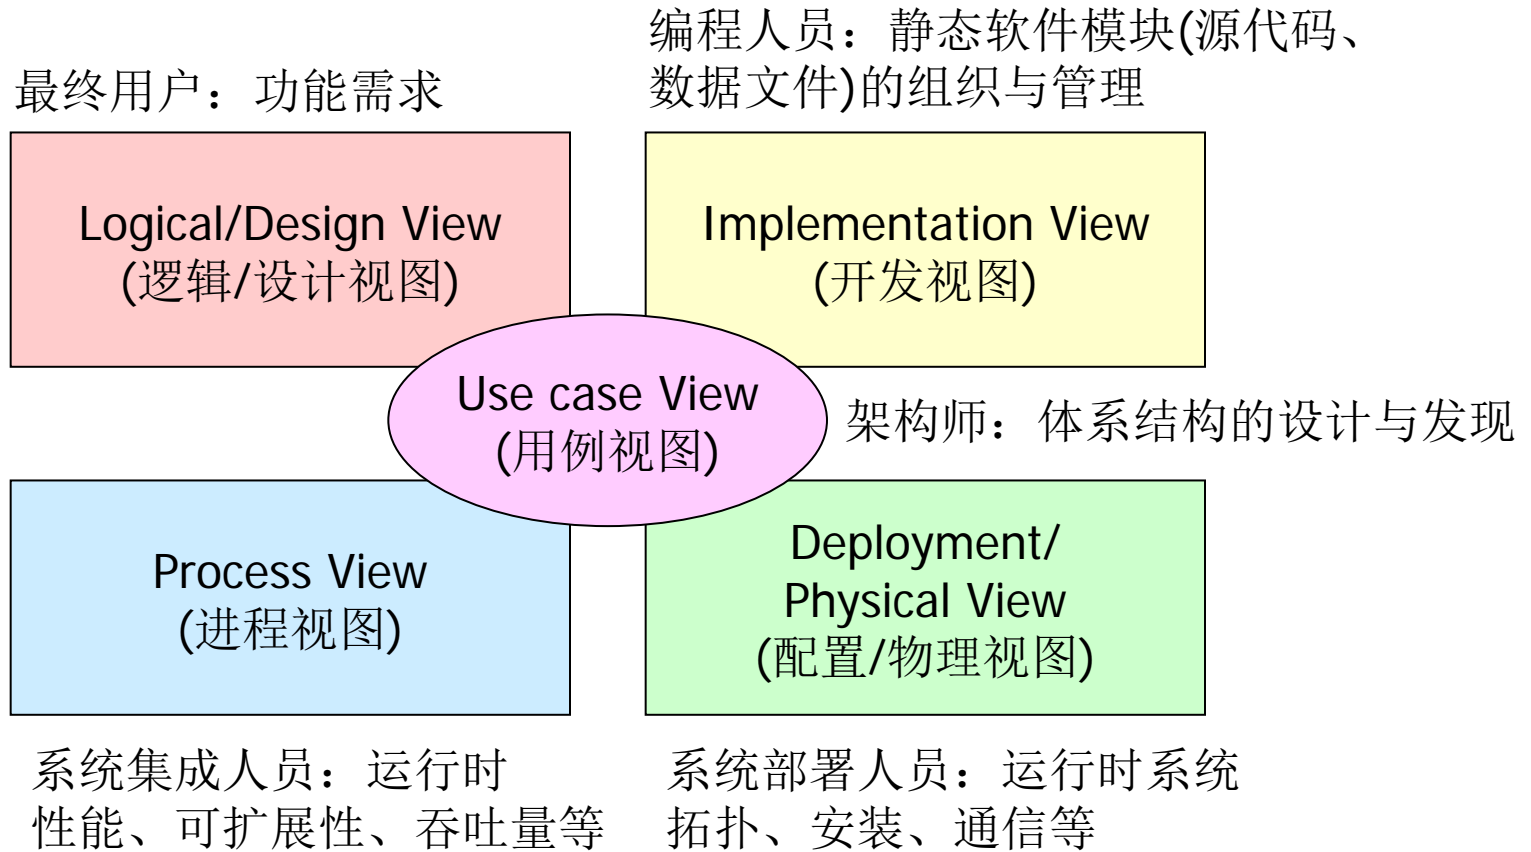 最终用户：功能需求
编程人员：静态软件模块(源代码、
数据文件)的组织与管理
Logical/Design View
(逻辑/设计视图)
Implementation View
(开发视图)
Use case View
(用例视图)
架构师：体系结构的设计与发现
Process View
(进程视图)
Deployment/
Physical View
(配置/物理视图)
系统集成人员：运行时
性能、可扩展性、吞吐量等
系统部署人员：运行时系统
拓扑、安装、通信等